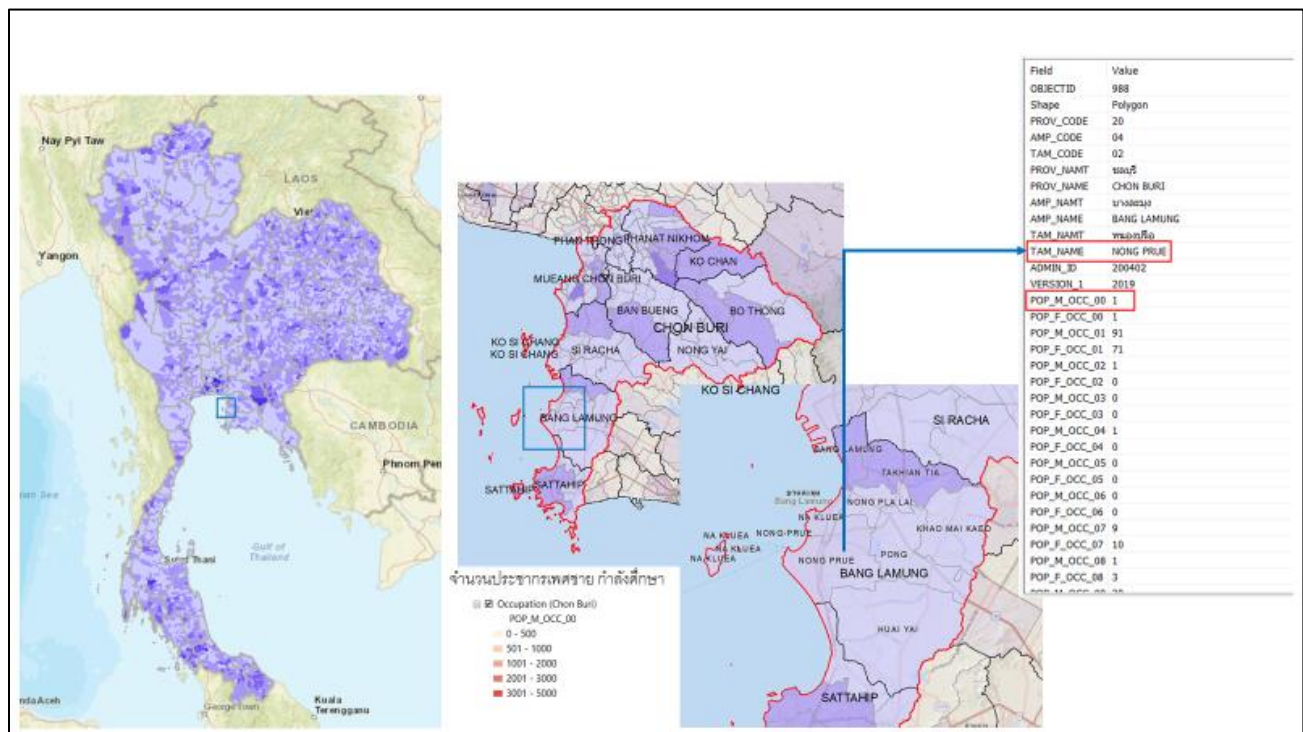 Nay Pyi Taw
LAOS
Yangon
CAMBODIA
Gulf of
Thailand
Kuala
Terengganu
PHANAT NIKHOM
KO CHAN
MUEANG CHON BURI
BAN BUENG
BO THONG
CHON BURI
KO SI CHANG
KO SI CHANG
SI RACHA
NONG YAI
BANG LAMUNG
SATTAHIP
SATTAHIP
จำนวนประชากรเพศชาย กำลังศึกษา
Occupation (Chon Buri)
POP_M_OCC_00
0 - 500
501 - 1000
1001 - 2000
2001 - 3000
3001 - 5000
KO SI CHANG
SI RACHA
BANG LAMUNG
TAKHIAN TIA
Bang Lamung
NONG PLA LAI
NA KLUEA
KHAO MAI KAEO
NA KLUEA
NONG PRUE
NA KLUEA
NA KLUEA
NONG PRUE
PONG
BANG LAMUNG
HUAI YAI
SATTAHIP
Field Value
OBJECTID 988
Shape Polygon
PROV_CODE 20
AMP_CODE 04
TAM_CODE 02
PROV_NAMT ชลบุรี
PROV_NAME CHON BURI
AMP_NAMT บางละมุง
AMP_NAME BANG LAMUNG
TAM_NAMT หนองปรือ
TAM_NAME NONG PRUE
ADMIN_ID 200402
VERSION_1 2019
POP_M_OCC_00 1
POP_F_OCC_00 1
POP_M_OCC_01 91
POP_F_OCC_01 71
POP_M_OCC_02 1
POP_F_OCC_02 0
POP_M_OCC_03 0
POP_F_OCC_03 0
POP_M_OCC_04 1
POP_F_OCC_04 0
POP_M_OCC_05 0
POP_F_OCC_05 0
POP_M_OCC_06 0
POP_F_OCC_06 0
POP_M_OCC_07 9
POP_F_OCC_07 10
POP_M_OCC_08 1
POP_F_OCC_08 3